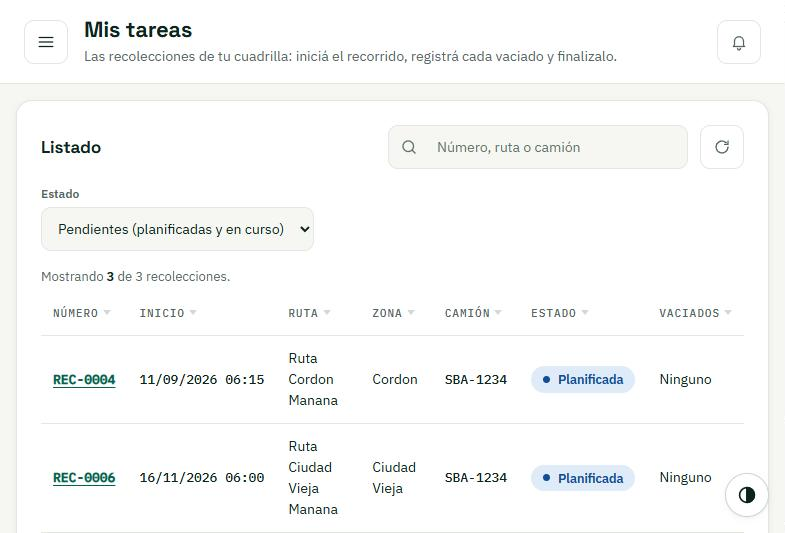 Mis tareas
Las recolecciones de tu cuadrilla: iniciá el recorrido, registrá cada vaciado y finalizalo.
Listado
Número, ruta o camión
Estado
Pendientes (planificadas y en curso)
Mostrando 3 de 3 recolecciones.
NÚMERO INICIO RUTA ZONA CAMIÓN ESTADO VACIADOS
Ruta
REC-0004 11/09/2026 06:15 Cordon Cordon SBA-1234 Planificada Ninguno
Manana
Ruta
Ciudad Ciudad
REC-0006 16/11/2026 06:00 SBA-1234 Planificada Ninguno
Vieja Vieja
Manana